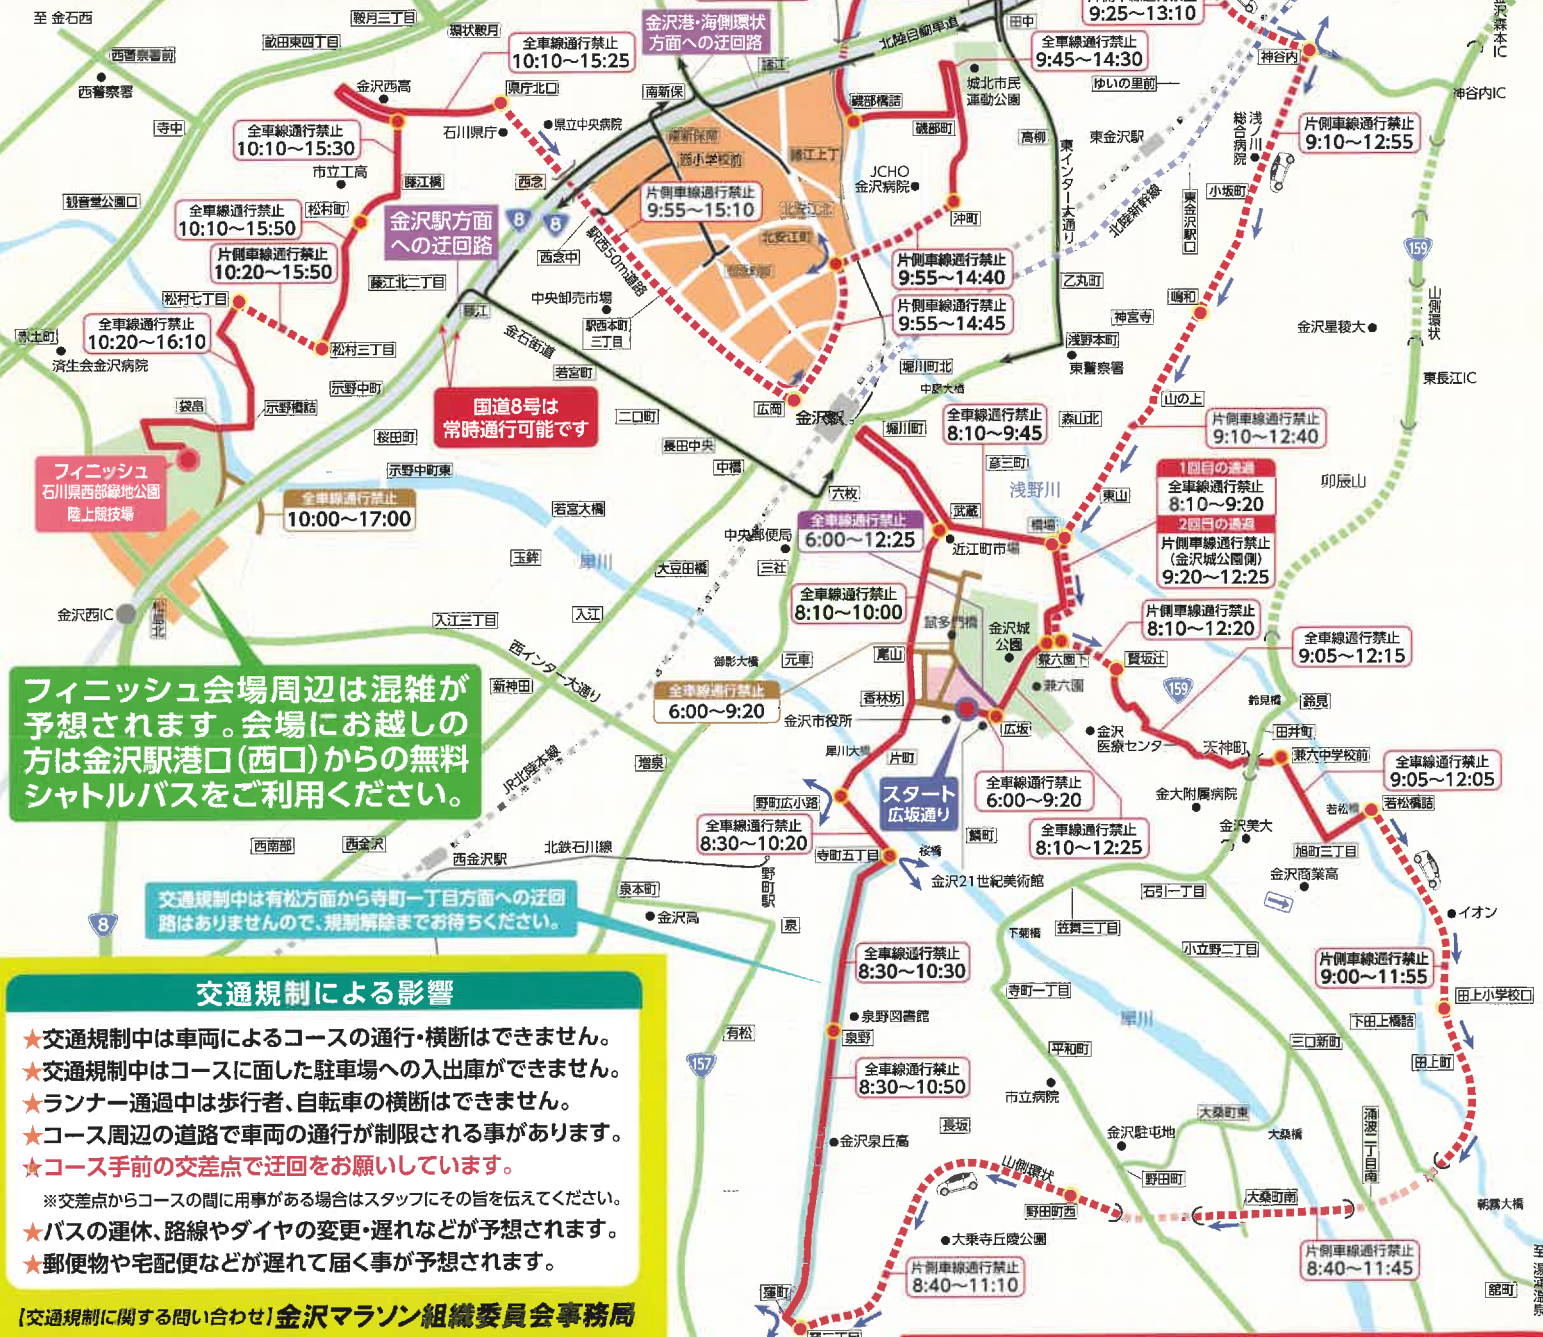 至 金石西
鞍月三丁目
環状鞍月
畝田東四丁目
西警察署前
西警察署
寺中
全車線通行禁止
10:10～15:25
金沢西高
県庁北口
石川県庁
県立中央病院
全車線通行禁止
10:10～15:30
市立工高
藤江橋
観音堂公園口
全車線通行禁止
10:10～15:50
松村町
片側車線通行禁止
10:20～15:50
松村七丁目
全車線通行禁止
10:20～16:10
松村三丁目
済生会金沢病院
示野中町
示野橋詰
袋畠
桜田町
示野中町東
フィニッシュ
石川県西部緑地公園
陸上競技場
全車線通行禁止
10:00～17:00
金沢西IC
金沢港・海側環状
方面への迂回路
北陸自動車道
田中
藤江
南新保
西念
金沢駅方面
への迂回路
8
8
藤江北二丁目
西念中
駅西50m道路
中央卸売市場
駅西本町
三丁目
金石街道
若宮町
国道8号は
常時通行可能です
二口町
長田中央
中橋
若宮大橋
玉鉾
犀川
大豆田橋
三社
中央郵便局
入江
入江三丁目
西インター大通り
新神田
御影大橋
元車
増泉
JR北陸本線
片側車線通行禁止
9:55～15:10
藤江上丁
北安江北
北安江町
広岡
金沢駅
9:25～13:10
全車線通行禁止
9:45～14:30
城北市民
運動公園
磯部橋詰
磯部町
高柳
JCHO
金沢病院
沖町
片側車線通行禁止
9:55～14:40
片側車線通行禁止
9:55～14:45
東インター大通り
東金沢駅
北陸新幹線
東金沢駅口
乙丸町
神宮寺
浅野本町
東警察署
堀川町北
中島大橋
ゆいの里前
神谷内
神谷内IC
金沢森本IC
浅ノ川
総合病院
片側車線通行禁止
9:10～12:55
小坂町
鳴和
159
山側環状
金沢星稜大
東長江IC
山の上
片側車線通行禁止
9:10～12:40
森山北
東山
卯辰山
全車線通行禁止
8:10～9:45
堀川町
彦三町
浅野川
六枚
武蔵
近江町市場
橋場
1回目の通過
全車線通行禁止
8:10～9:20
2回目の通過
片側車線通行禁止
(金沢城公園側)
9:20～12:25
全車線通行禁止
6:00～12:25
全車線通行禁止
8:10～10:00
鼠多門橋
金沢城
公園
尾山
兼六園下
兼六園
全車線通行禁止
6:00～9:20
香林坊
金沢市役所
広坂
片側車線通行禁止
8:10～12:20
賢坂辻
159
全車線通行禁止
9:05～12:15
鈴見橋
鈴見
田井町
金沢
医療センター
天神町
兼六中学校前
全車線通行禁止
9:05～12:05
若松橋
若松橋詰
スタート
広坂通り
全車線通行禁止
6:00～9:20
全車線通行禁止
8:10～12:25
金大附属病院
金沢美大
旭町三丁目
金沢商業高
犀川大橋
片町
野町広小路
全車線通行禁止
8:30～10:20
寺町五丁目
桜橋
鱗町
金沢21世紀美術館
石引一丁目
下菊橋
笠舞三丁目
小立野二丁目
イオン
片側車線通行禁止
9:00～11:55
田上小学校口
下田上橋詰
田上町
三口新町
寺町一丁目
犀川
平和町
市立病院
大桑町東
大桑橋
涌波二丁目南
金沢駐屯地
野田町
大桑町南
片側車線通行禁止
8:40～11:45
朝霧大橋
舘町
フィニッシュ会場周辺は混雑が
予想されます。会場にお越しの
方は金沢駅港口(西口)からの無料
シャトルバスをご利用ください。
西南部
西金沢
西金沢駅
北鉄石川線
野町駅
泉本町
金沢高
泉
8
交通規制中は有松方面から寺町一丁目方面への迂回
路はありませんので、規制解除までお待ちください。
全車線通行禁止
8:30～10:30
泉野図書館
泉野
有松
157
全車線通行禁止
8:30～10:50
金沢泉丘高
長坂
山側環状
野田町西
大乗寺丘陵公園
片側車線通行禁止
8:40～11:10
窪町
交通規制による影響
★交通規制中は車両によるコースの通行・横断はできません。
★交通規制中はコースに面した駐車場への入出庫ができません。
★ランナー通過中は歩行者、自転車の横断はできません。
★コース周辺の道路で車両の通行が制限される事があります。
★コース手前の交差点で迂回をお願いしています。
※交差点からコースの間に用事がある場合はスタッフにその旨を伝えてください。
★バスの運休、路線やダイヤの変更・遅れなどが予想されます。
★郵便物や宅配便などが遅れて届く事が予想されます。
【交通規制に関する問い合わせ】金沢マラソン組織委員会事務局